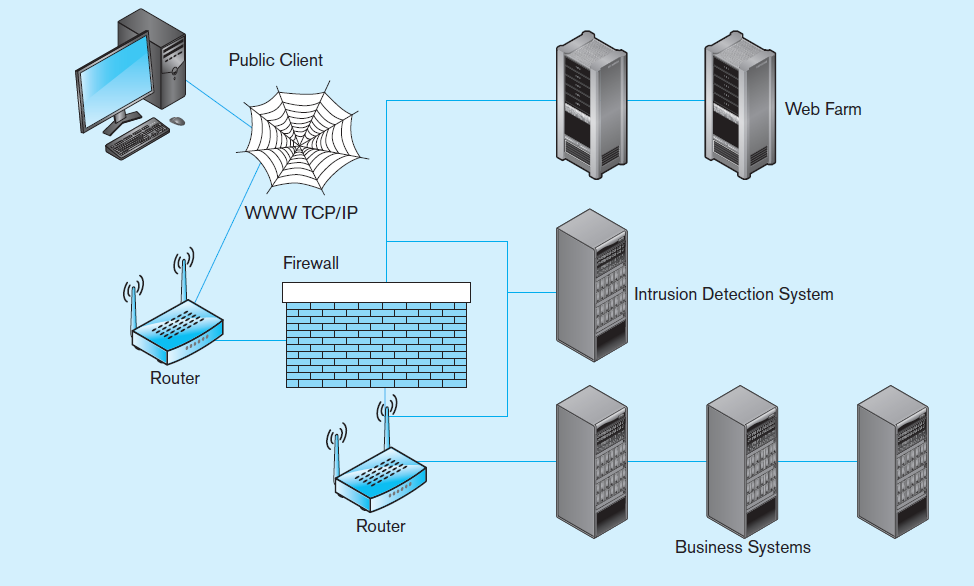 Public Client
Web Farm
WWW TCP/IP
Firewall
Intrusion Detection System
Router
Router
Business Systems